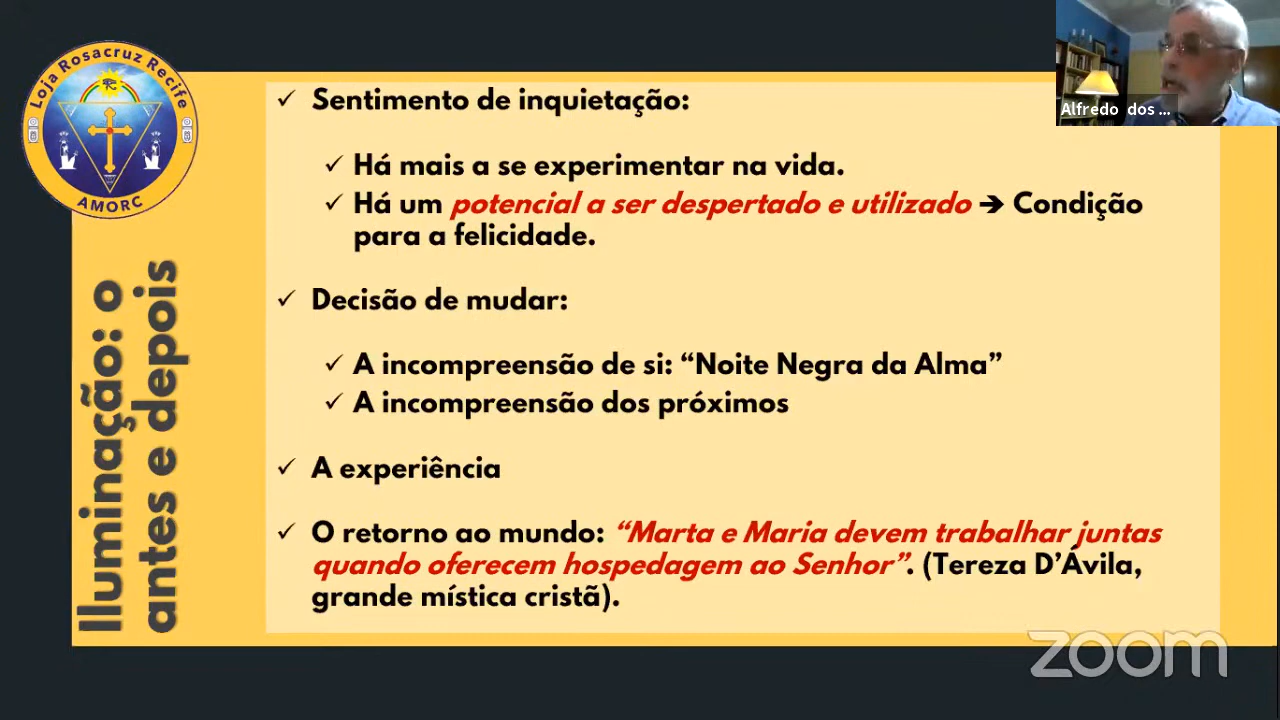 Loja Rosacruz Recife
AMORC
Alfredo dos ...
Iluminação: o
antes e depois
Sentimento de inquietação:
Há mais a se experimentar na vida.
Há um potencial a ser despertado e utilizado ➔ Condição
para a felicidade.
Decisão de mudar:
A incompreensão de si: “Noite Negra da Alma”
A incompreensão dos próximos
A experiência
O retorno ao mundo: “Marta e Maria devem trabalhar juntas
quando oferecem hospedagem ao Senhor”. (Tereza D’Ávila,
grande mística cristã).
zoom